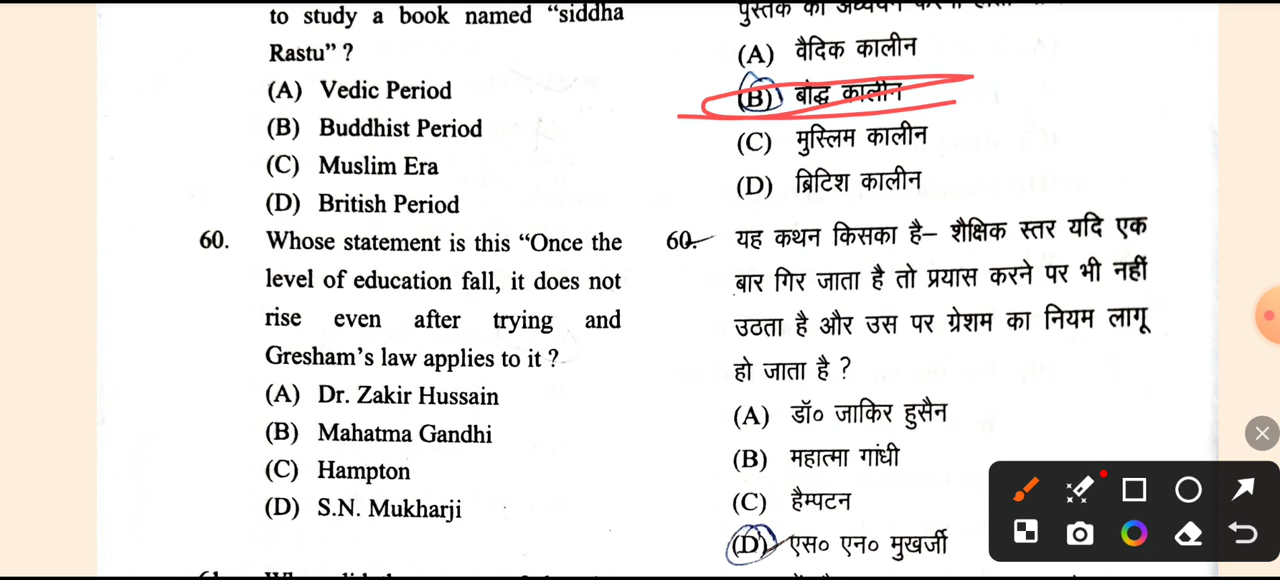 to study a book named “siddha
Rastu” ?
(A) Vedic Period
(B) Buddhist Period
(C) Muslim Era
(D) British Period
60. Whose statement is this “Once the
level of education fall, it does not
rise even after trying and
Gresham’s law applies to it ?
(A) Dr. Zakir Hussain
(B) Mahatma Gandhi
(C) Hampton
(D) S.N. Mukharji
पुस्तक का अध्ययन
(A) वैदिक कालीन
(B) बौद्ध कालीन
(C) मुस्लिम कालीन
(D) ब्रिटिश कालीन
60. यह कथन किसका है– शैक्षिक स्तर यदि एक
बार गिर जाता है तो प्रयास करने पर भी नहीं
उठता है और उस पर ग्रेशम का नियम लागू
हो जाता है ?
(A) डॉ० जाकिर हुसैन
(B) महात्मा गांधी
(C) हैम्पटन
(D) एस० एन० मुखर्जी